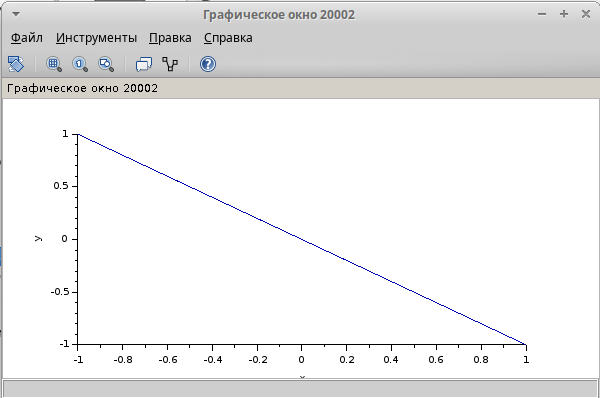 Графическое окно 20002
Файл Инструменты Правка Справка
Графическое окно 20002
1
0.5
y
0
-0.5
-1
-1 -0.8 -0.6 -0.4 -0.2 0 0.2 0.4 0.6 0.8 1